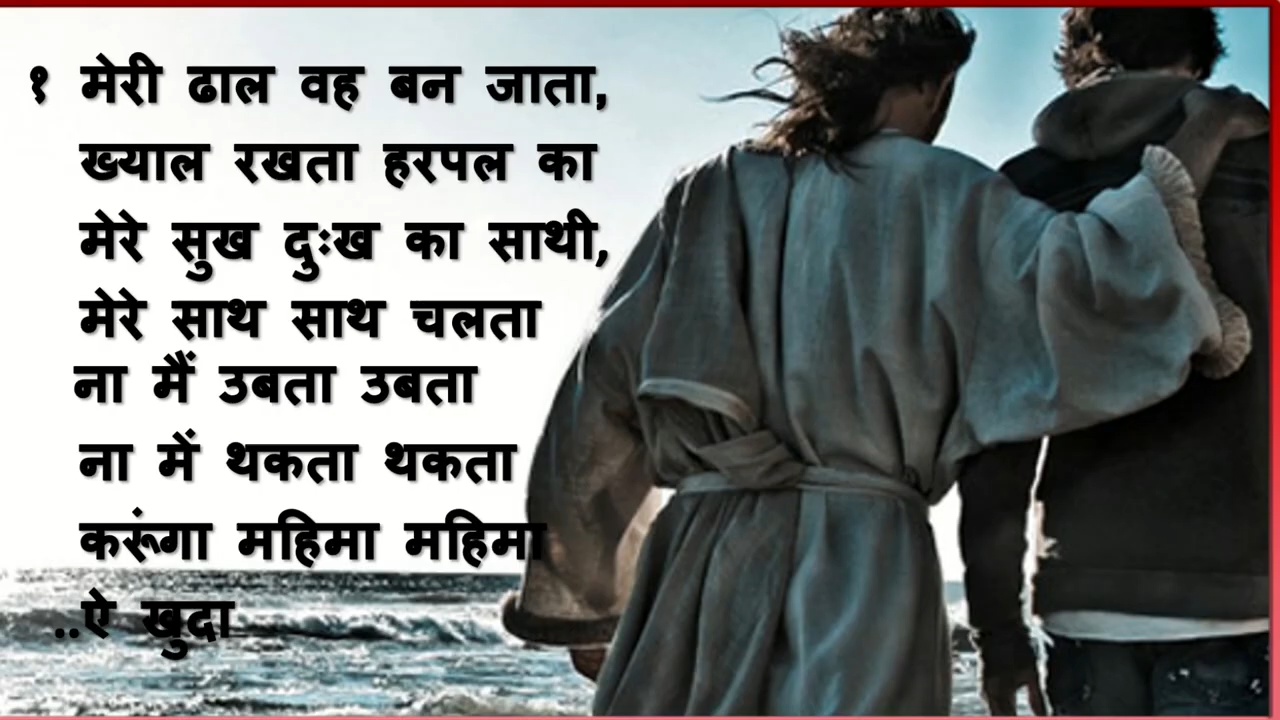 १ मेरी ढाल वह बन जाता,
ख्याल रखता हरपल का
मेरे सुख दुःख का साथी,
मेरे साथ साथ चलता
ना मैं उबता उबता
ना में थकता थकता
करूंगा महिमा महिमा
..ऐ खुदा